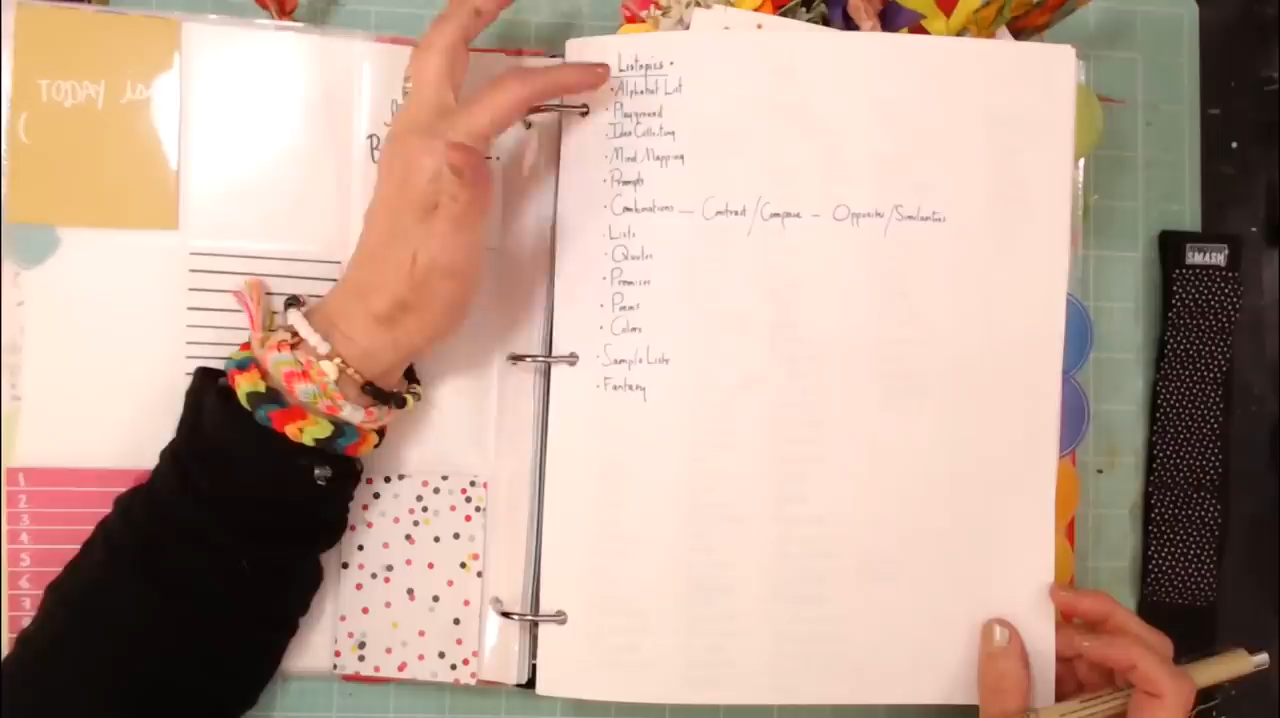 TODAY is
(
B
Listopics
• Alphabet List
• Playground
• Idea Collecting
• Mind Mapping
• Prompts
• Combinations — Contrast/Compare — Opposites/Similarities
• Lists
• Quotes
• Promises
• Poems
• Colors
• Sample Lists
• Fantasy
1
2
3
4
5
6
7
8
SMASH